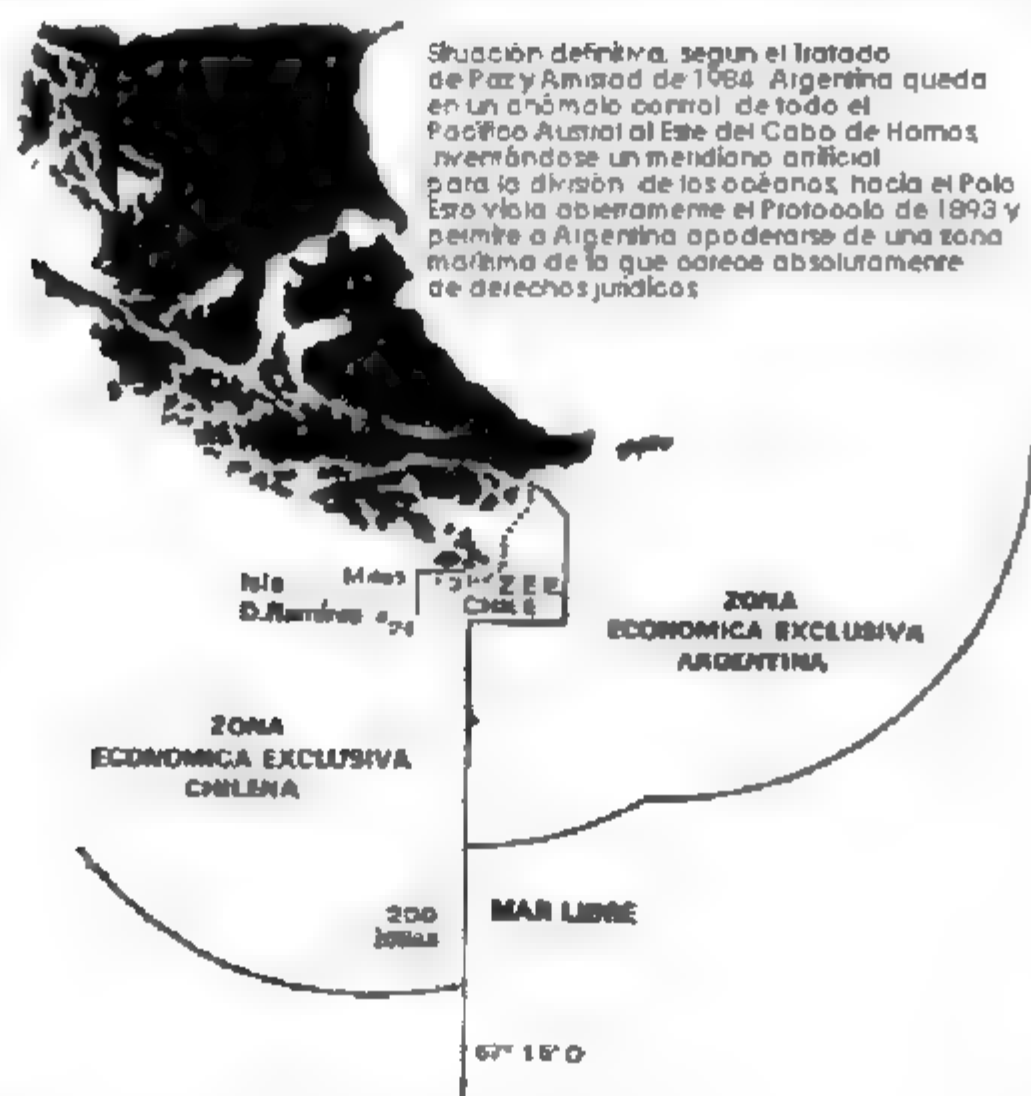 Situación definitiva, segun el Tratado
de Paz y Amistad de 1984 Argentina queda
en un anómalo control de todo el
Pacífico Austral al Este del Cabo de Hornos,
inventándose un meridiano artificial
para la división de los océanos, hacia el Polo
Esto viola abiertamente el Protocolo de 1893 y
permite a Argentina apoderarse de una zona
marítima de la que carece absolutamente
de derechos jurídicos
Isla
D. Ramírez
Z E E
CHILE
ZONA
ECONOMICA EXCLUSIVA
ARGENTINA
ZONA
ECONOMICA EXCLUSIVA
CHILENA
200
MAR LIBRE
67° 16' O